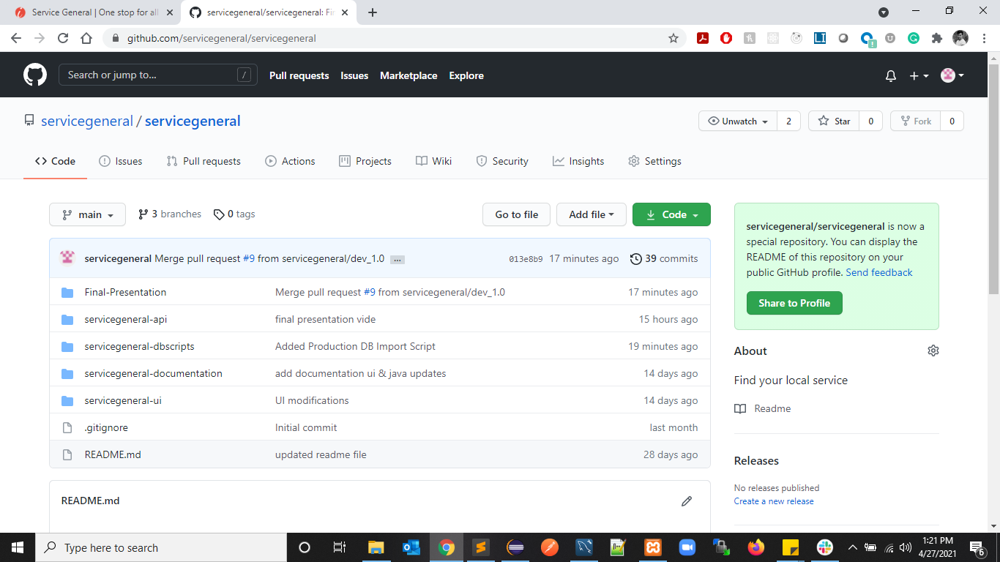 Service General | One stop for all
servicegeneral/servicegeneral: Fin
github.com/servicegeneral/servicegeneral
Search or jump to... /
Pull requests Issues Marketplace Explore
servicegeneral / servicegeneral
Unwatch 2 Star 0 Fork 0
Code Issues Pull requests Actions Projects Wiki Security Insights Settings
main 3 branches 0 tags Go to file Add file Code
servicegeneral Merge pull request #9 from servicegeneral/dev_1.0 ... 013e8b9 17 minutes ago 39 commits
Final-Presentation Merge pull request #9 from servicegeneral/dev_1.0 17 minutes ago
servicegeneral-api final presentation vide 15 hours ago
servicegeneral-dbscripts Added Production DB Import Script 19 minutes ago
servicegeneral-documentation add documentation ui & java updates 14 days ago
servicegeneral-ui UI modifications 14 days ago
.gitignore Initial commit last month
README.md updated readme file 28 days ago
README.md
servicegeneral/servicegeneral is now a
special repository. You can display the
README of this repository on your
public GitHub profile. Send feedback
Share to Profile
About
Find your local service
Readme
Releases
No releases published
Create a new release
Type here to search
1:21 PM
4/27/2021
6